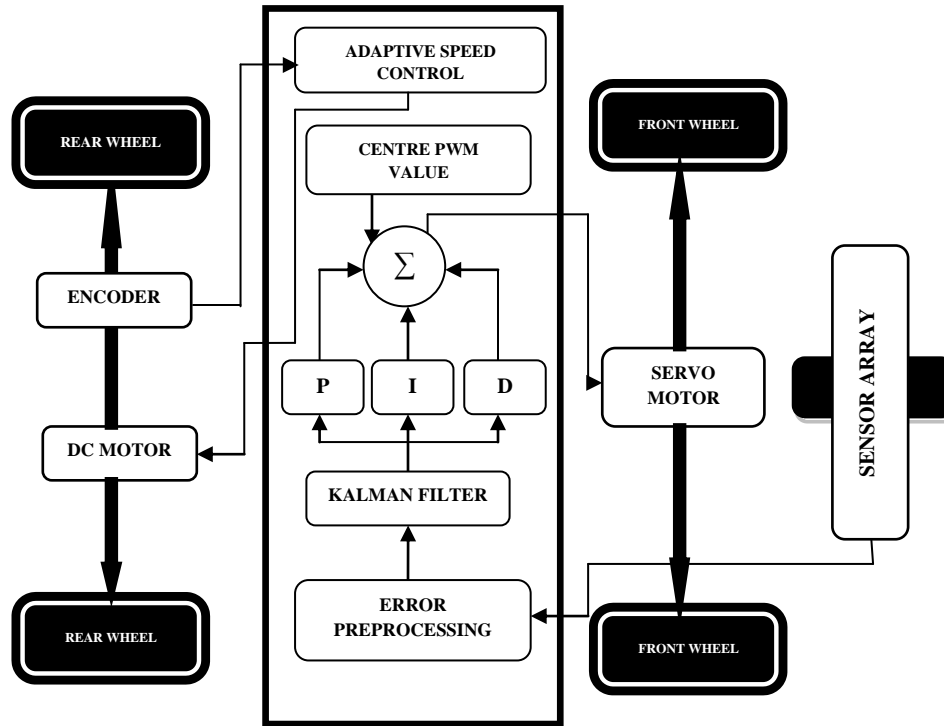 ADAPTIVE SPEED
CONTROL
REAR WHEEL
FRONT WHEEL
CENTRE PWM
VALUE
∑
ENCODER
SENSOR ARRAY
P
I
D
SERVO
MOTOR
DC MOTOR
KALMAN FILTER
ERROR
PREPROCESSING
REAR WHEEL
FRONT WHEEL